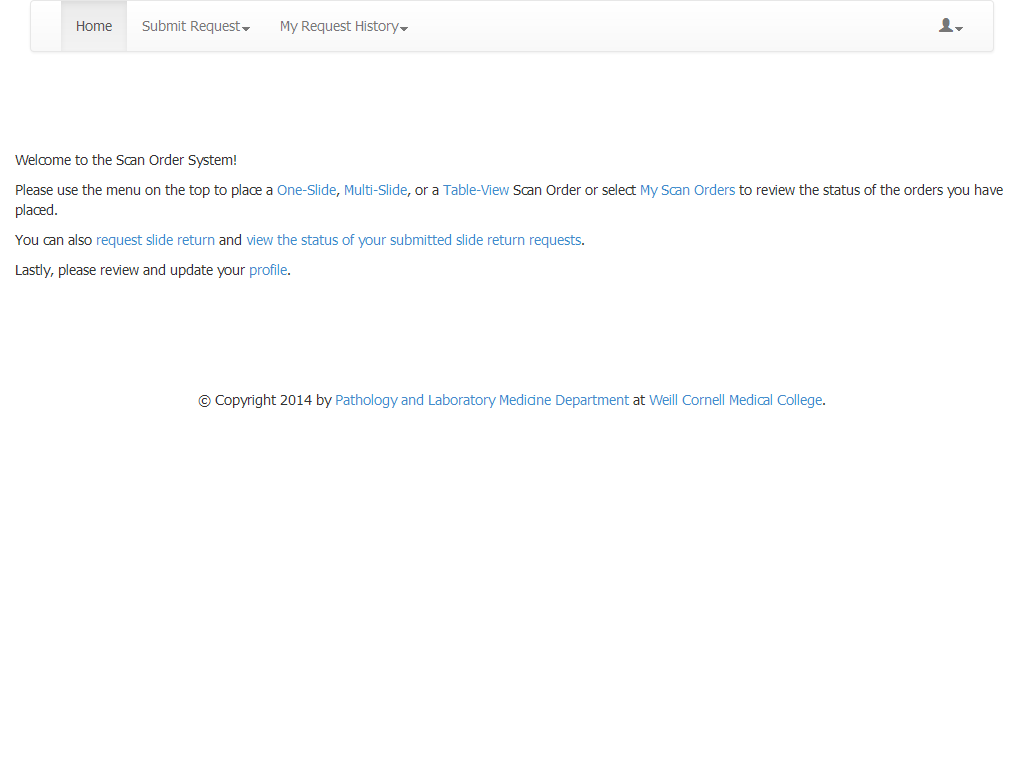 Home Submit Request My Request History
Welcome to the Scan Order System!
Please use the menu on the top to place a One-Slide, Multi-Slide, or a Table-View Scan Order or select My Scan Orders to review the status of the orders you have
placed.
You can also request slide return and view the status of your submitted slide return requests.
Lastly, please review and update your profile.
© Copyright 2014 by Pathology and Laboratory Medicine Department at Weill Cornell Medical College.